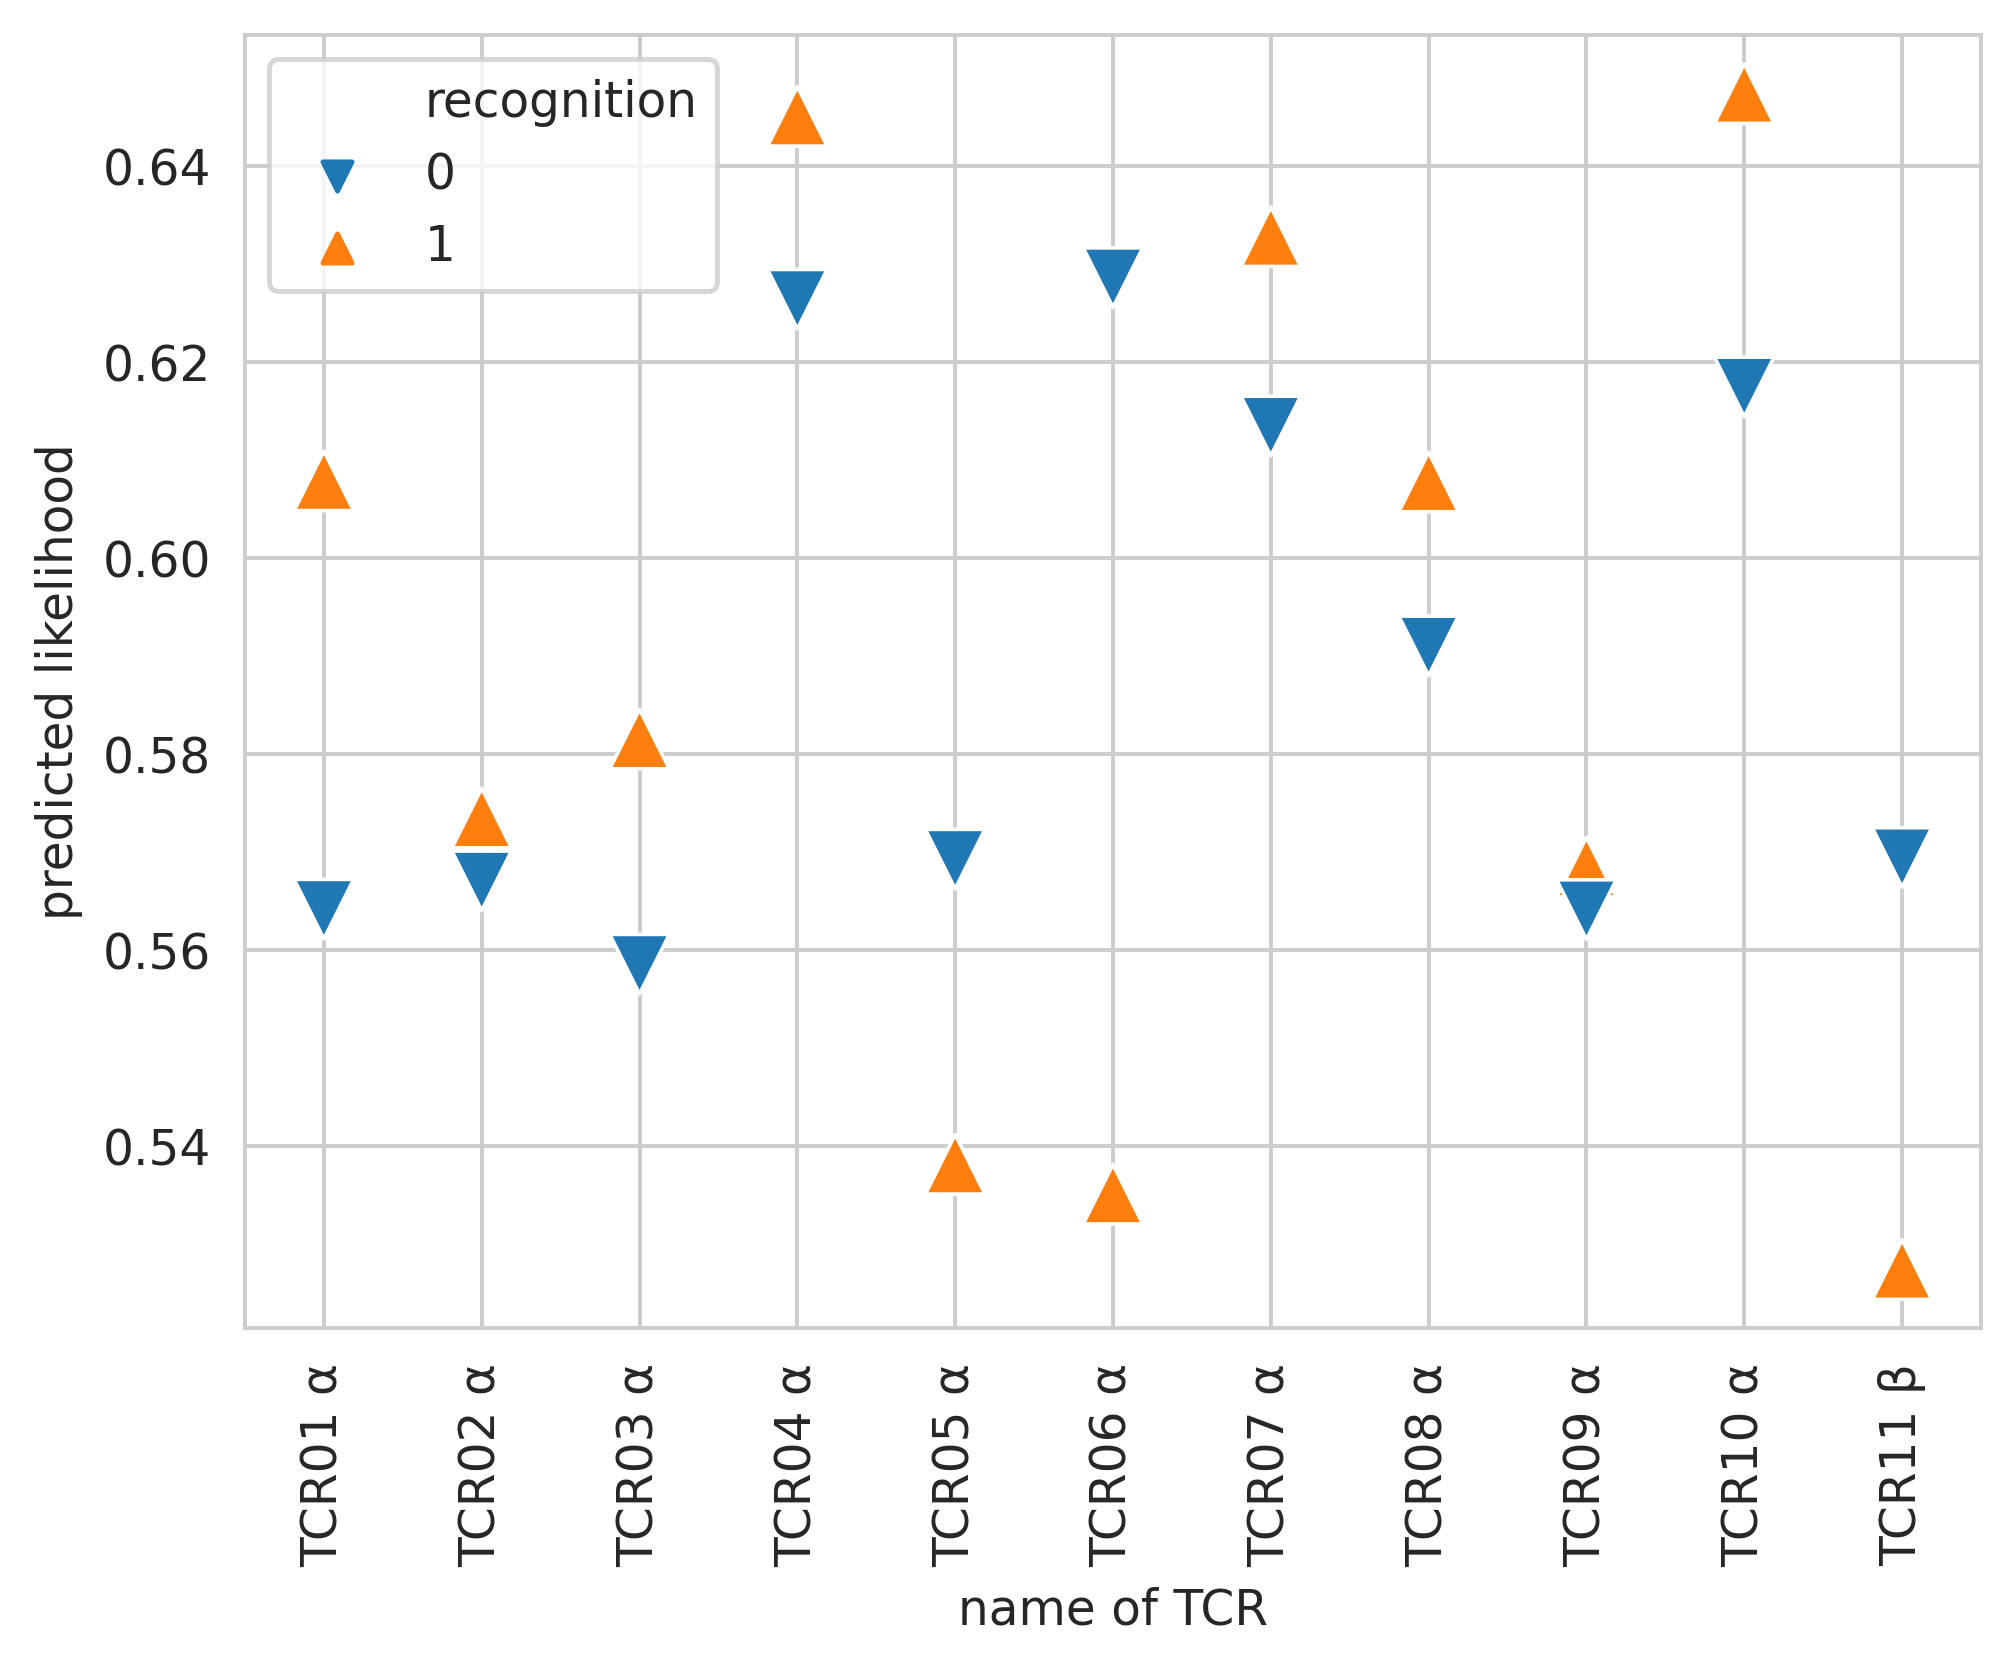 recognition
0
1
0.64
0.62
0.60
0.58
0.56
0.54
predicted likelihood
TCR01 α
TCR02 α
TCR03 α
TCR04 α
TCR05 α
TCR06 α
TCR07 α
TCR08 α
TCR09 α
TCR10 α
TCR11 β
name of TCR